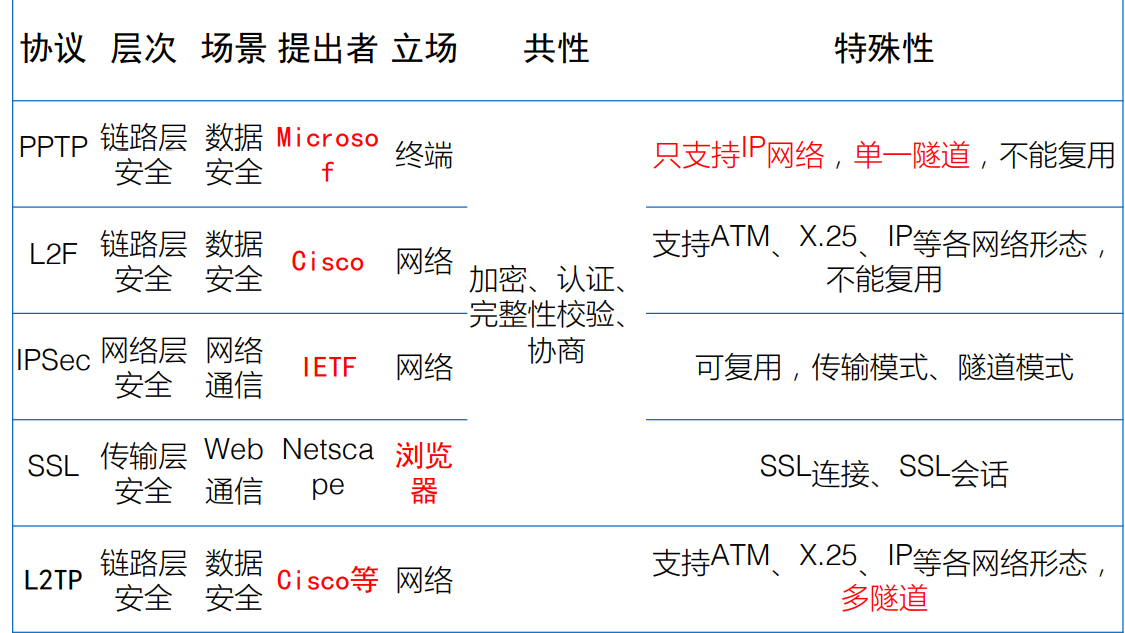 协议 层次 场景 提出者 立场 共性 特殊性
PPTP 链路层 数据 Microso 终端 只支持IP网络，单一隧道，不能复用
安全 安全 f
L2F 链路层 数据 Cisco 网络 支持ATM、X.25、IP等各网络形态，
安全 安全 不能复用
加密、认证、
完整性校验、
协商
IPSec 网络层 网络 IETF 网络 可复用，传输模式、隧道模式
安全 通信
SSL 传输层 Web Netsca 浏览 SSL连接、SSL会话
安全 通信 pe 器
L2TP 链路层 数据 Cisco等 网络 支持ATM、X.25、IP等各网络形态，
安全 安全 多隧道